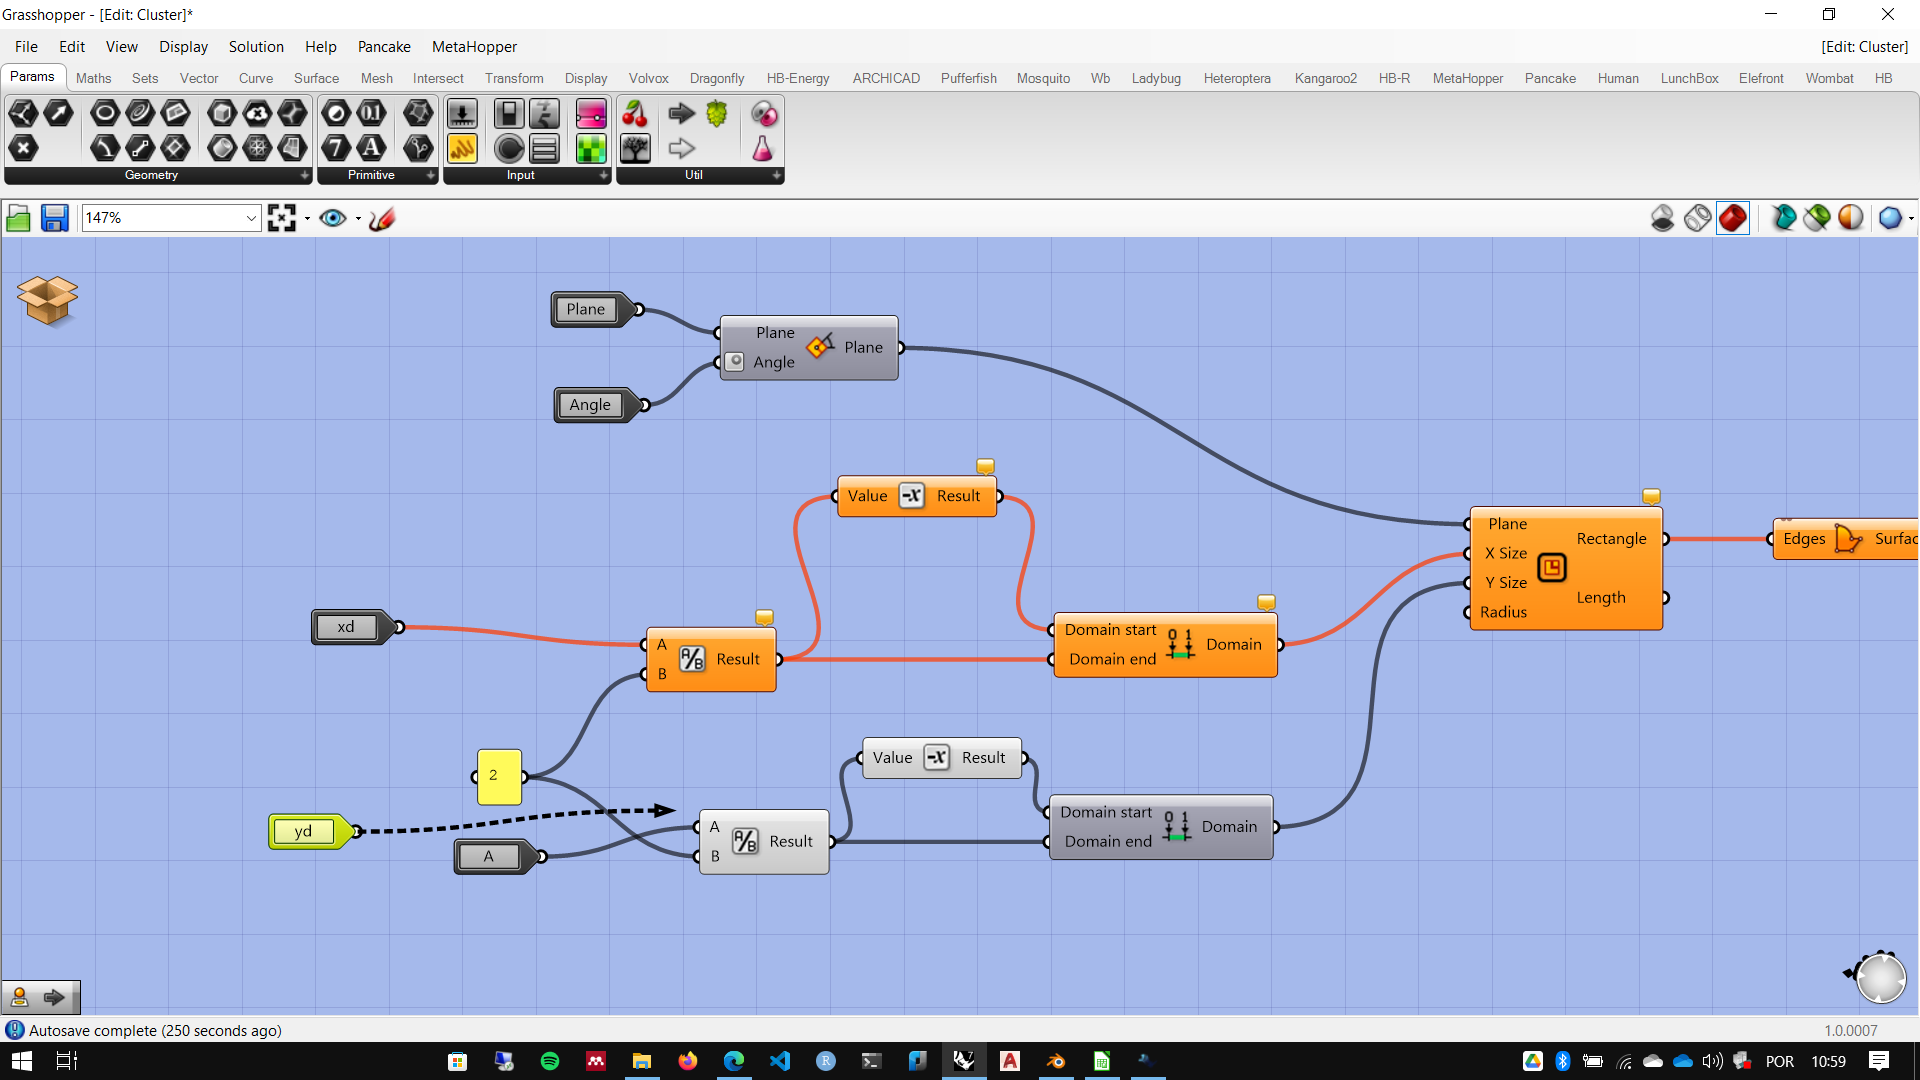 Grasshopper - [Edit: Cluster]*
File Edit View Display Solution Help Pancake MetaHopper [Edit: Cluster]
Params Maths Sets Vector Curve Surface Mesh Intersect Transform Display Volvox Dragonfly HB-Energy ARCHICAD Pufferfish Mosquito Wb Ladybug Heteroptera Kangaroo2 HB-R MetaHopper Pancake Human LunchBox Elefront Wombat HB
Geometry Primitive Input Util
147%
Plane
Plane
Angle
Plane
Angle
Value -x Result
Plane
X Size
Y Size
Radius
Rectangle
Length
Edges Surfac
xd
A
B
A/B
Result
Domain start
Domain end
0 1
Domain
2
Value -x Result
yd
A
A
B
A/B
Result
Domain start
Domain end
0 1
Domain
Autosave complete (250 seconds ago) 1.0.0007
POR 10:59